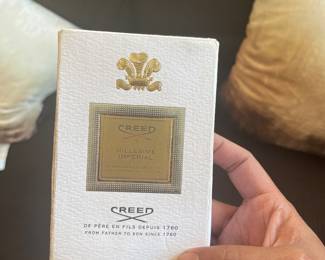 CREED
MILLESIME
IMPERIAL
CREED
DE PÈRE EN FILS DEPUIS 1760
FROM FATHER TO SON SINCE 1760